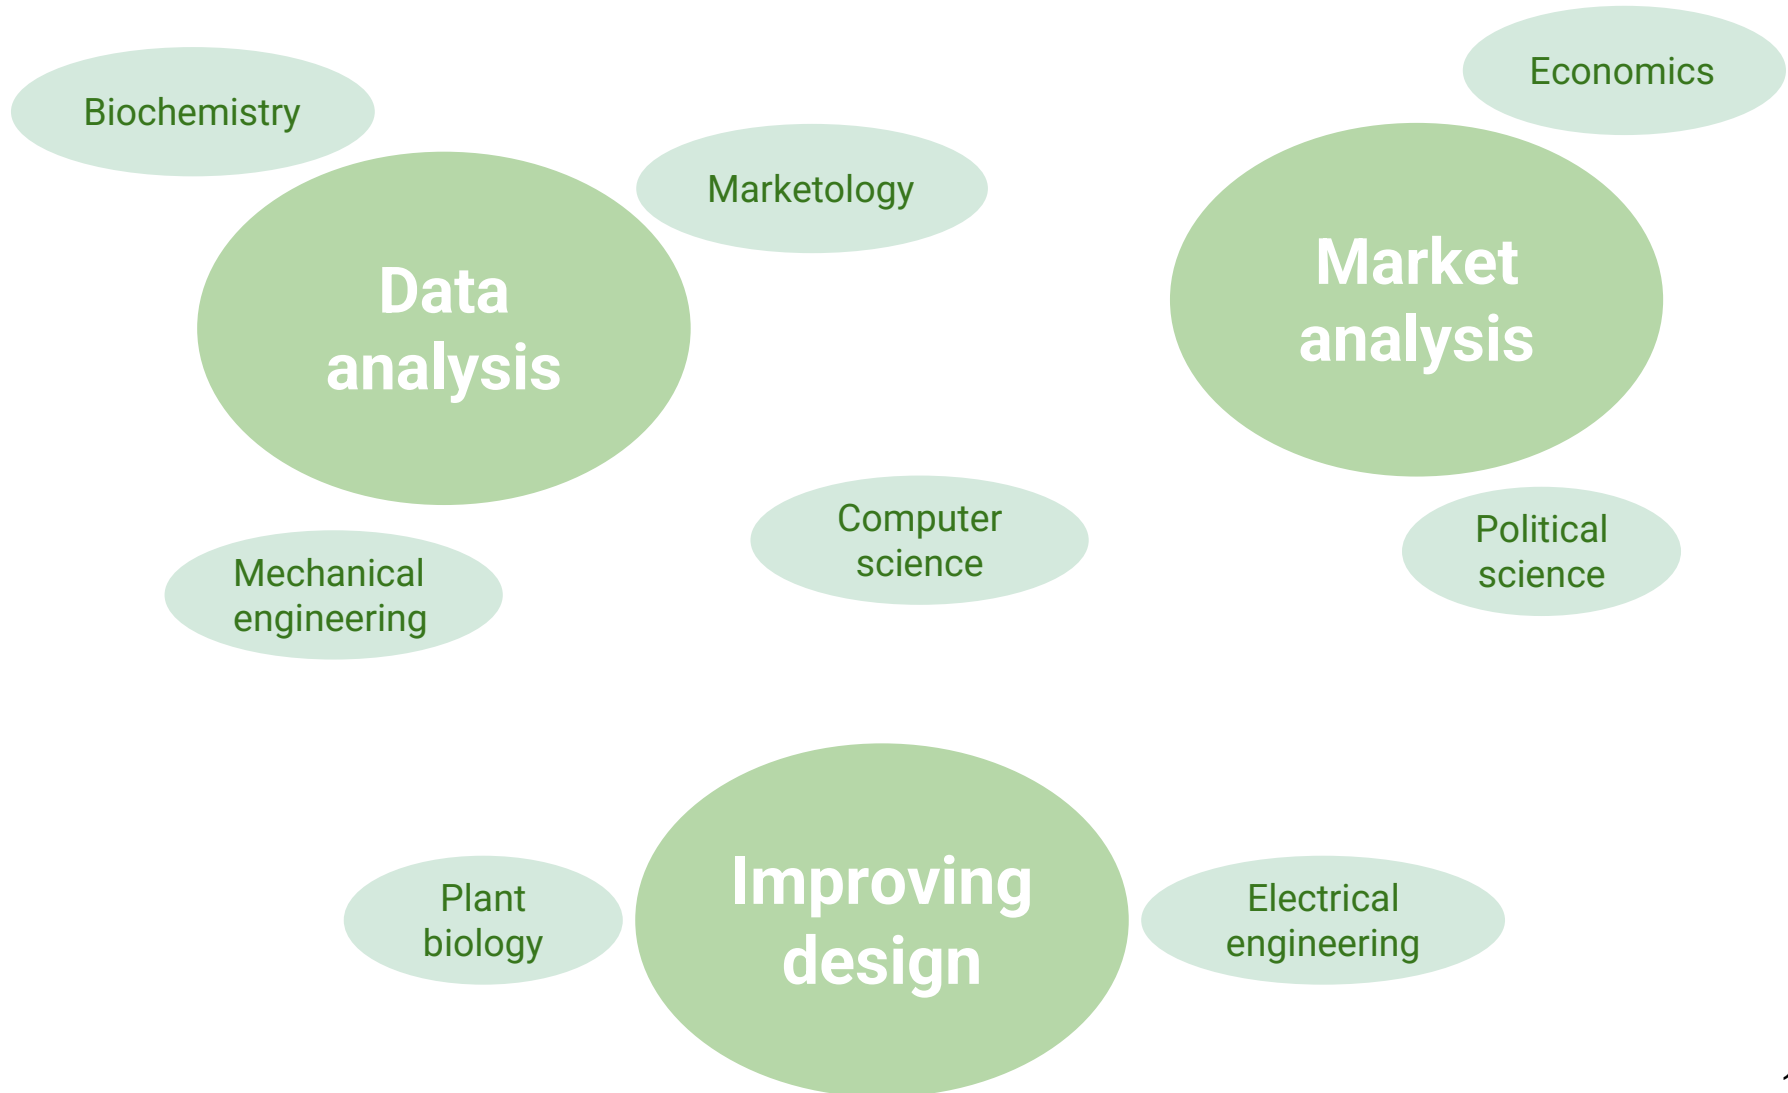 Economics
Biochemistry
Marketology
Market
analysis
Data
analysis
Computer
science
Political
science
Mechanical
engineering
Improving
design
Plant
biology
Electrical
engineering